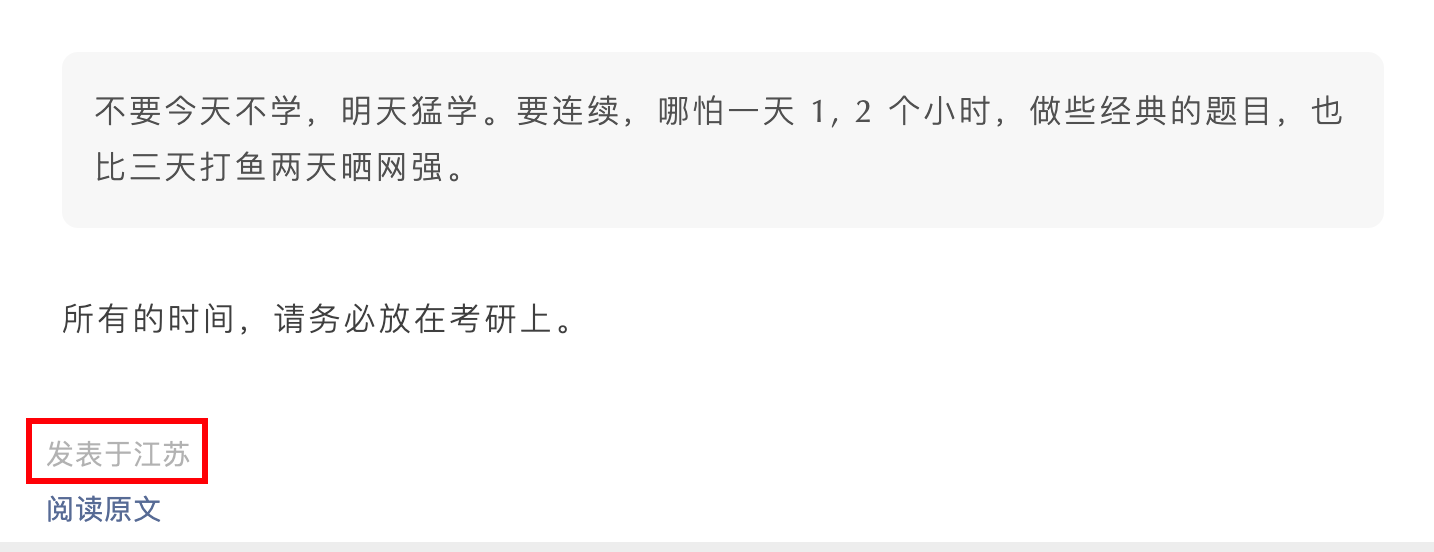 不要今天不学，明天猛学。要连续，哪怕一天 1, 2 个小时，做些经典的题目，也
比三天打鱼两天晒网强。
所有的时间，请务必放在考研上。
发表于江苏
阅读原文